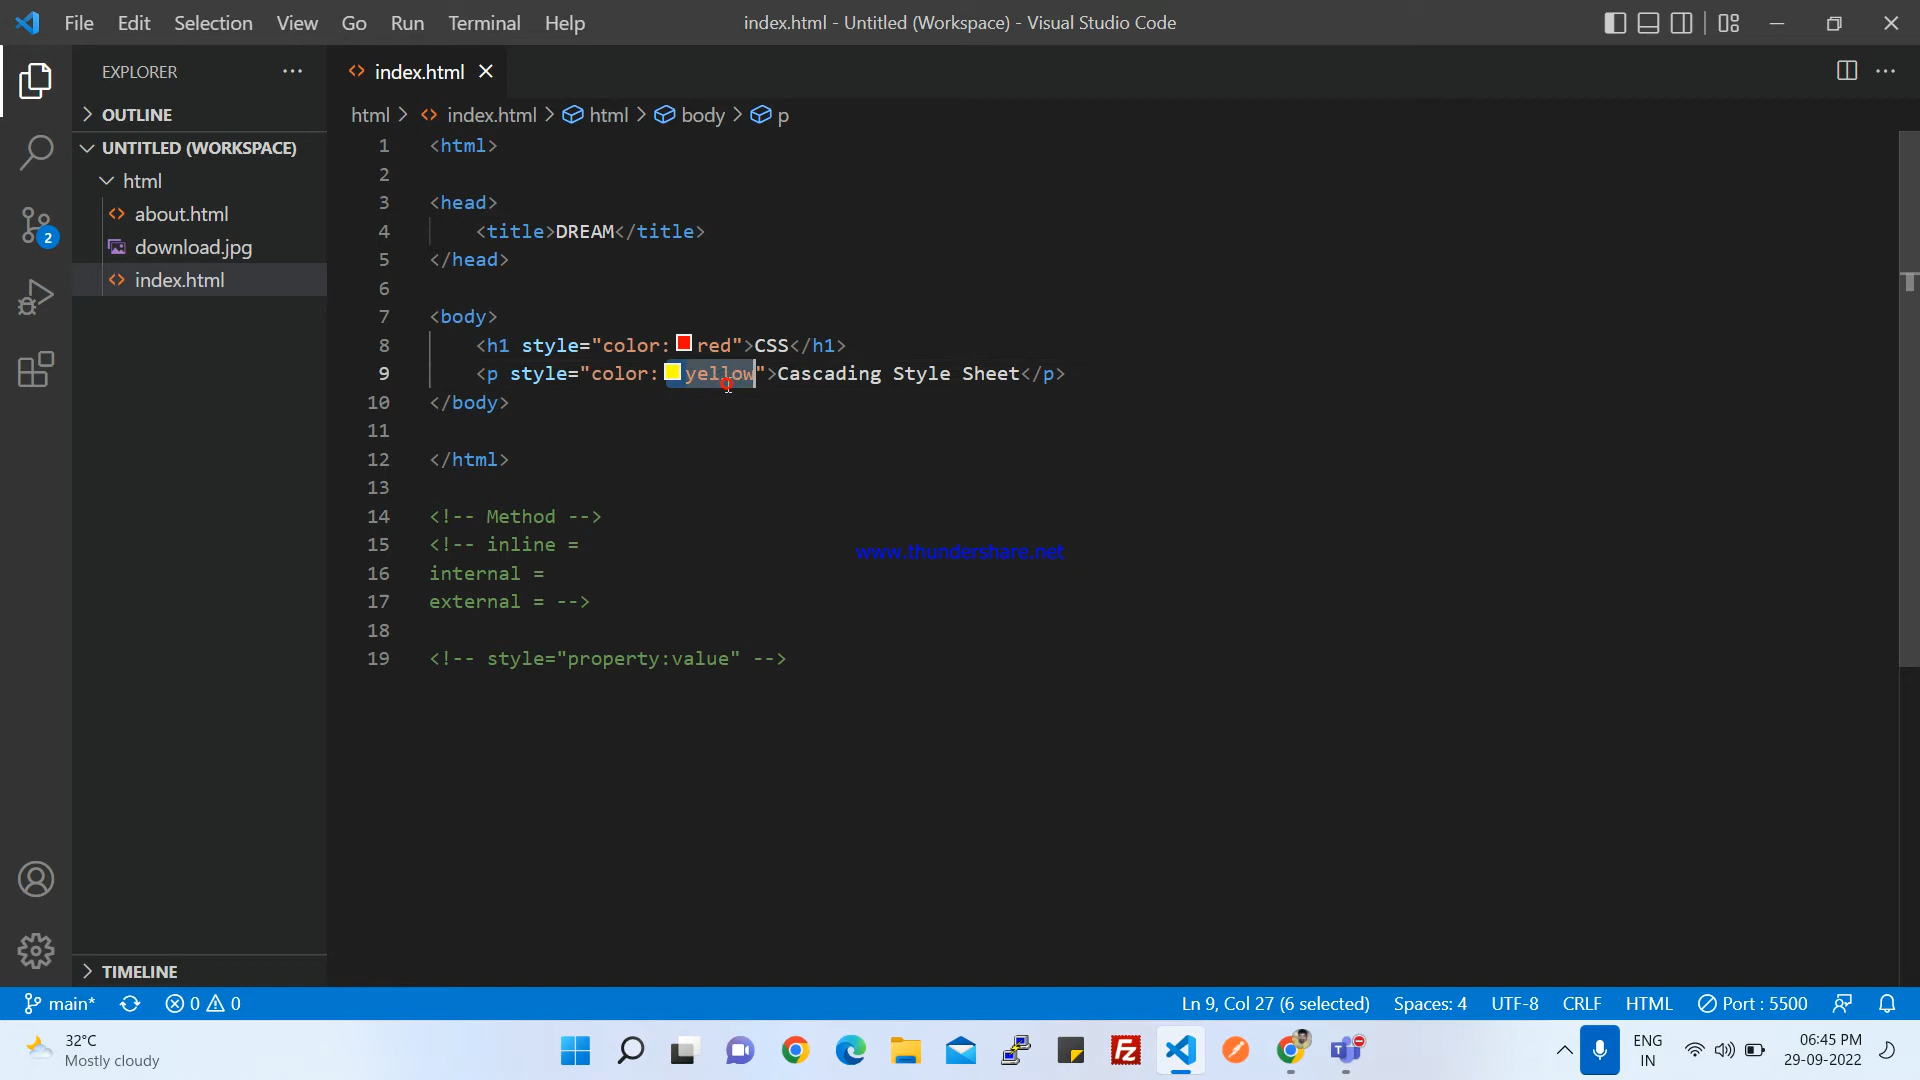 File Edit Selection View Go Run Terminal Help
index.html - Untitled (Workspace) - Visual Studio Code
EXPLORER
OUTLINE
UNTITLED (WORKSPACE)
html
about.html
download.jpg
index.html
TIMELINE
index.html
html > index.html > html > body > p
1 <html>
2
3 <head>
4 <title>DREAM</title>
5 </head>
6
7 <body>
8 <h1 style="color:red">CSS</h1>
9 <p style="color:yellow">Cascading Style Sheet</p>
10 </body>
11
12 </html>
13
14 <!-- Method -->
15 <!-- inline =
16 internal =
17 external = -->
18
19 <!-- style="property:value" -->
www.thundershare.net
2
main* 0 0 Ln 9, Col 27 (6 selected) Spaces: 4 UTF-8 CRLF HTML Port : 5500
32°C
Mostly cloudy
Fz
ENG
IN
06:45 PM
29-09-2022